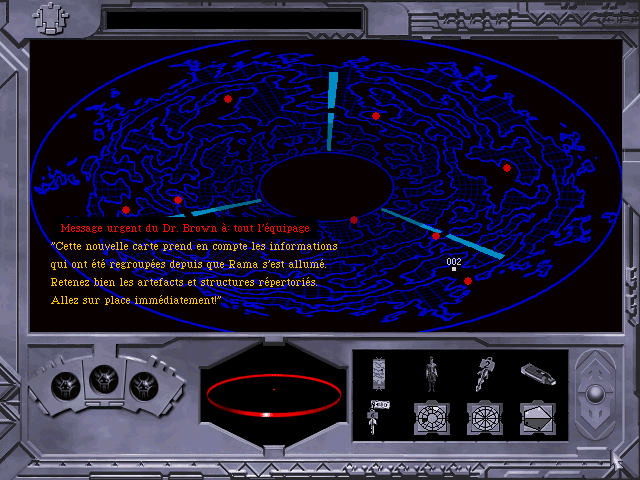 Message urgent du Dr. Brown à tout l'équipage
"Cette nouvelle carte prend en compte les informations
qui ont été regroupées depuis que Rama s'est allumé.
Retenez bien les artefacts et structures répertoriés.
Allez sur place immédiatement!"
002